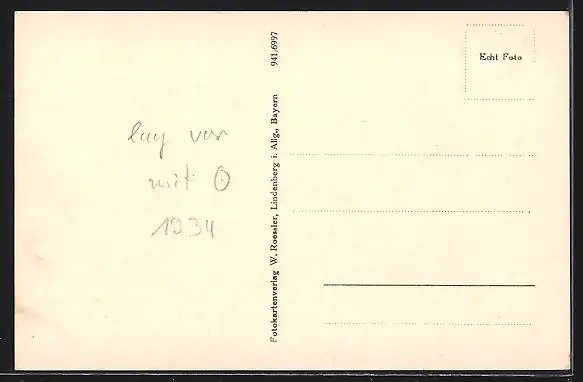 lag vor
mit O
1934
Fotokartenverlag W. Roessler, Lindenberg i. Allg., Bayern 941,6997
Echt Foto